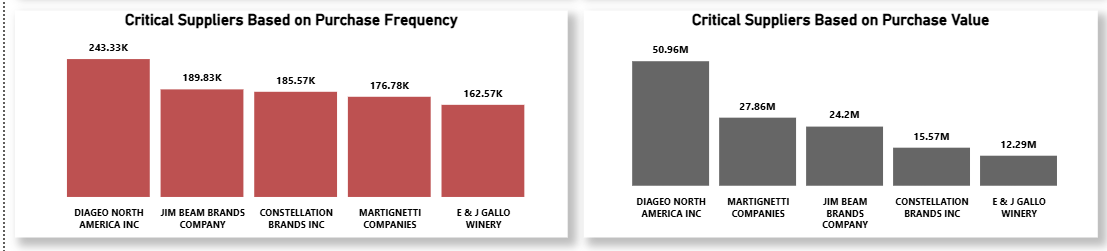 Critical Suppliers Based on Purchase Frequency
243.33K
189.83K
185.57K
176.78K
162.57K
DIAGEO NORTH
AMERICA INC
JIM BEAM BRANDS
COMPANY
CONSTELLATION
BRANDS INC
MARTIGNETTI
COMPANIES
E & J GALLO
WINERY
Critical Suppliers Based on Purchase Value
50.96M
27.86M
24.2M
15.57M
12.29M
DIAGEO NORTH
AMERICA INC
MARTIGNETTI
COMPANIES
JIM BEAM
BRANDS
COMPANY
CONSTELLATION
BRANDS INC
E & J GALLO
WINERY